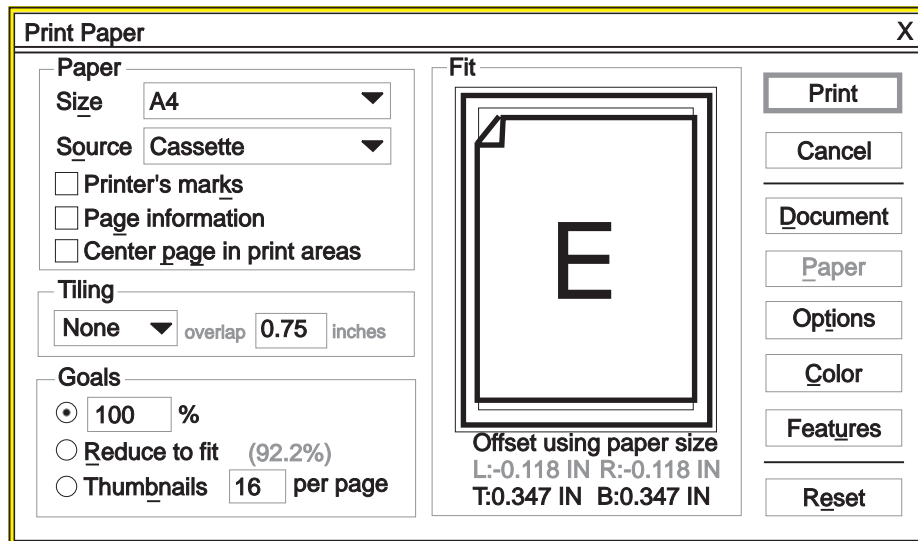 Print Paper X
Paper
Size A4
Source Cassette
Printer's marks
Page information
Center page in print areas
Tiling
None overlap 0.75 inches
Goals
100 %
Reduce to fit (92.2%)
Thumbnails 16 per page
Fit
E
Offset using paper size
L:-0.118 IN R:-0.118 IN
T:0.347 IN B:0.347 IN
Print
Cancel
Document
Paper
Options
Color
Features
Reset